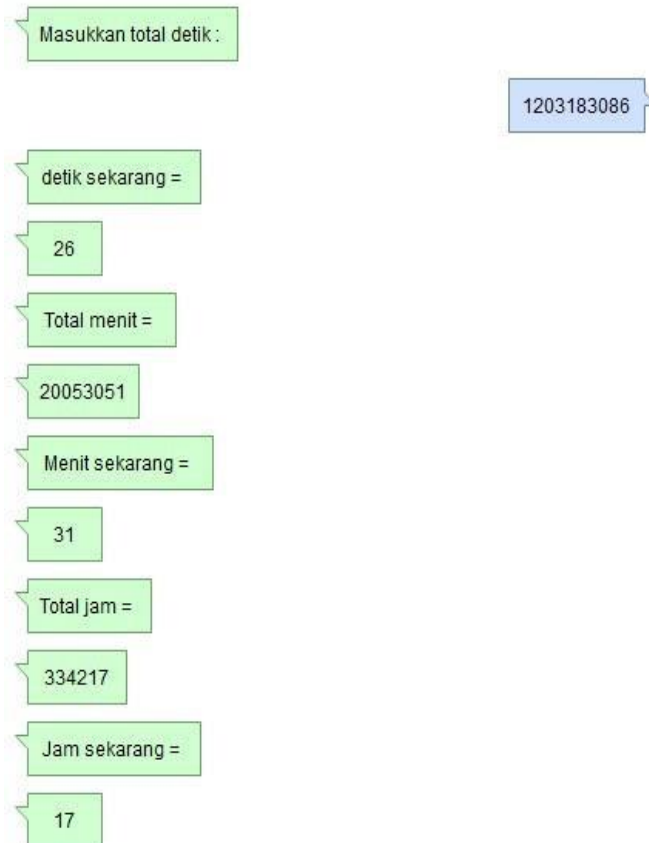 Masukkan total detik :
1203183086
detik sekarang =
26
Total menit =
20053051
Menit sekarang =
31
Total jam =
334217
Jam sekarang =
17